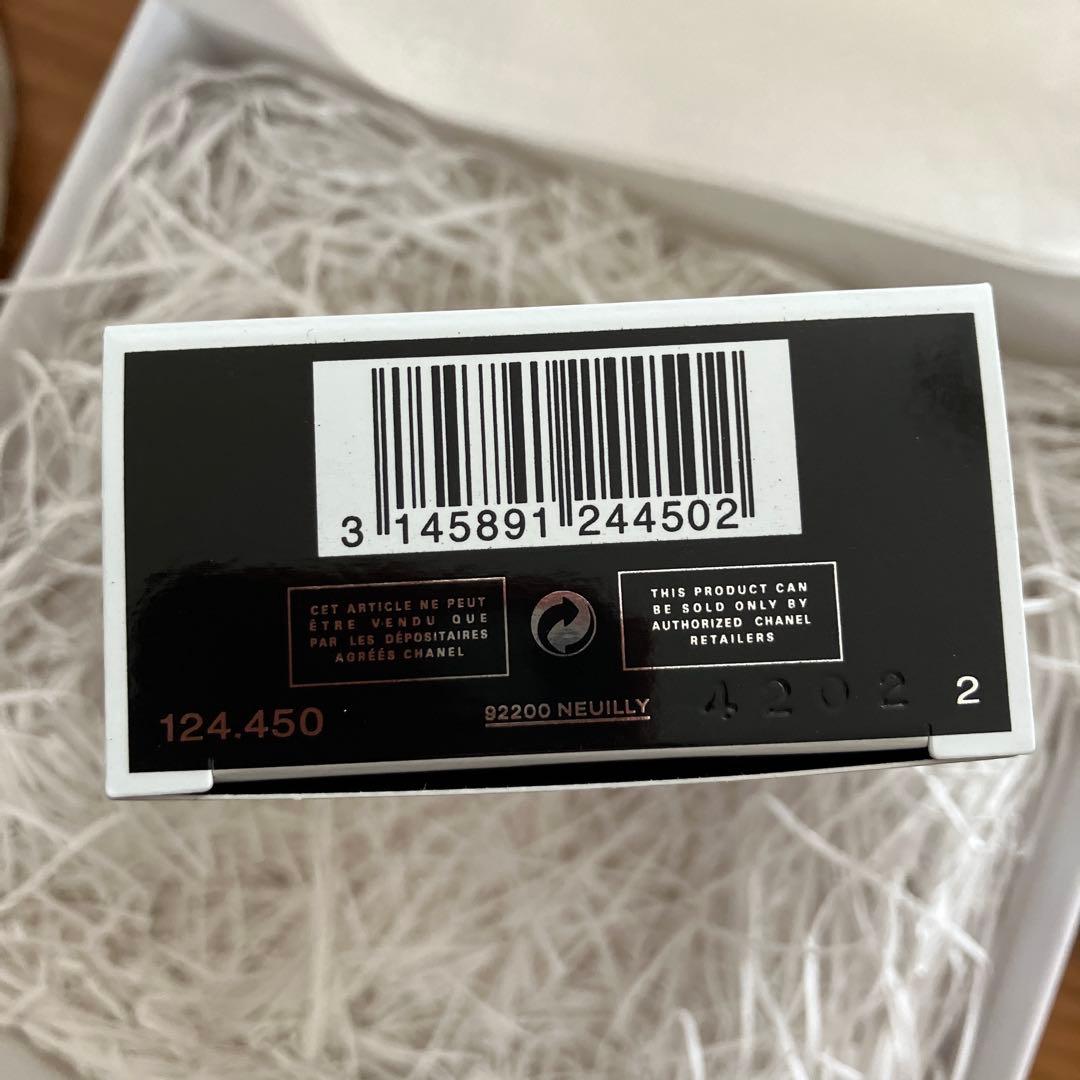 3 145891 244502
CET ARTICLE NE PEUT
ÊTRE VENDU QUE
PAR LES DÉPOSITAIRES
AGRÉÉS CHANEL
THIS PRODUCT CAN
BE SOLD ONLY BY
AUTHORIZED CHANEL
RETAILERS
124.450
92200 NEUILLY
4202
2